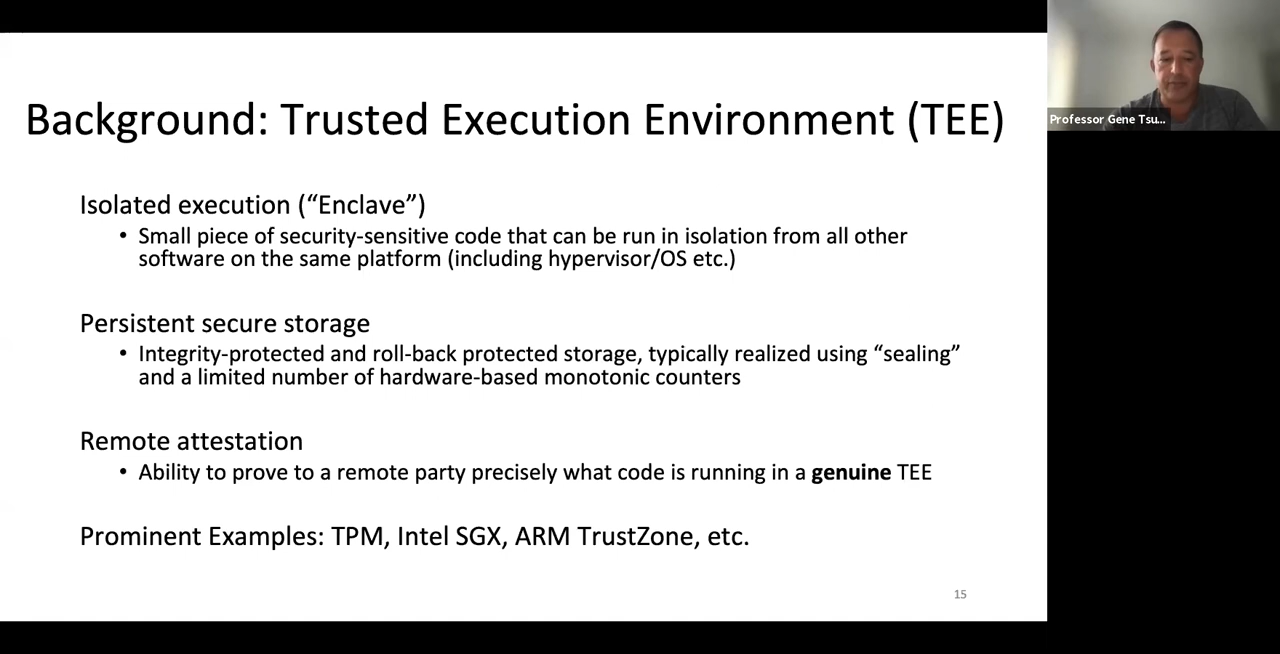 Background: Trusted Execution Environment (TEE)
Isolated execution (“Enclave”)
• Small piece of security-sensitive code that can be run in isolation from all other
software on the same platform (including hypervisor/OS etc.)
Persistent secure storage
• Integrity-protected and roll-back protected storage, typically realized using “sealing”
and a limited number of hardware-based monotonic counters
Remote attestation
• Ability to prove to a remote party precisely what code is running in a genuine TEE
Prominent Examples: TPM, Intel SGX, ARM TrustZone, etc.
15
Professor Gene Tsu...